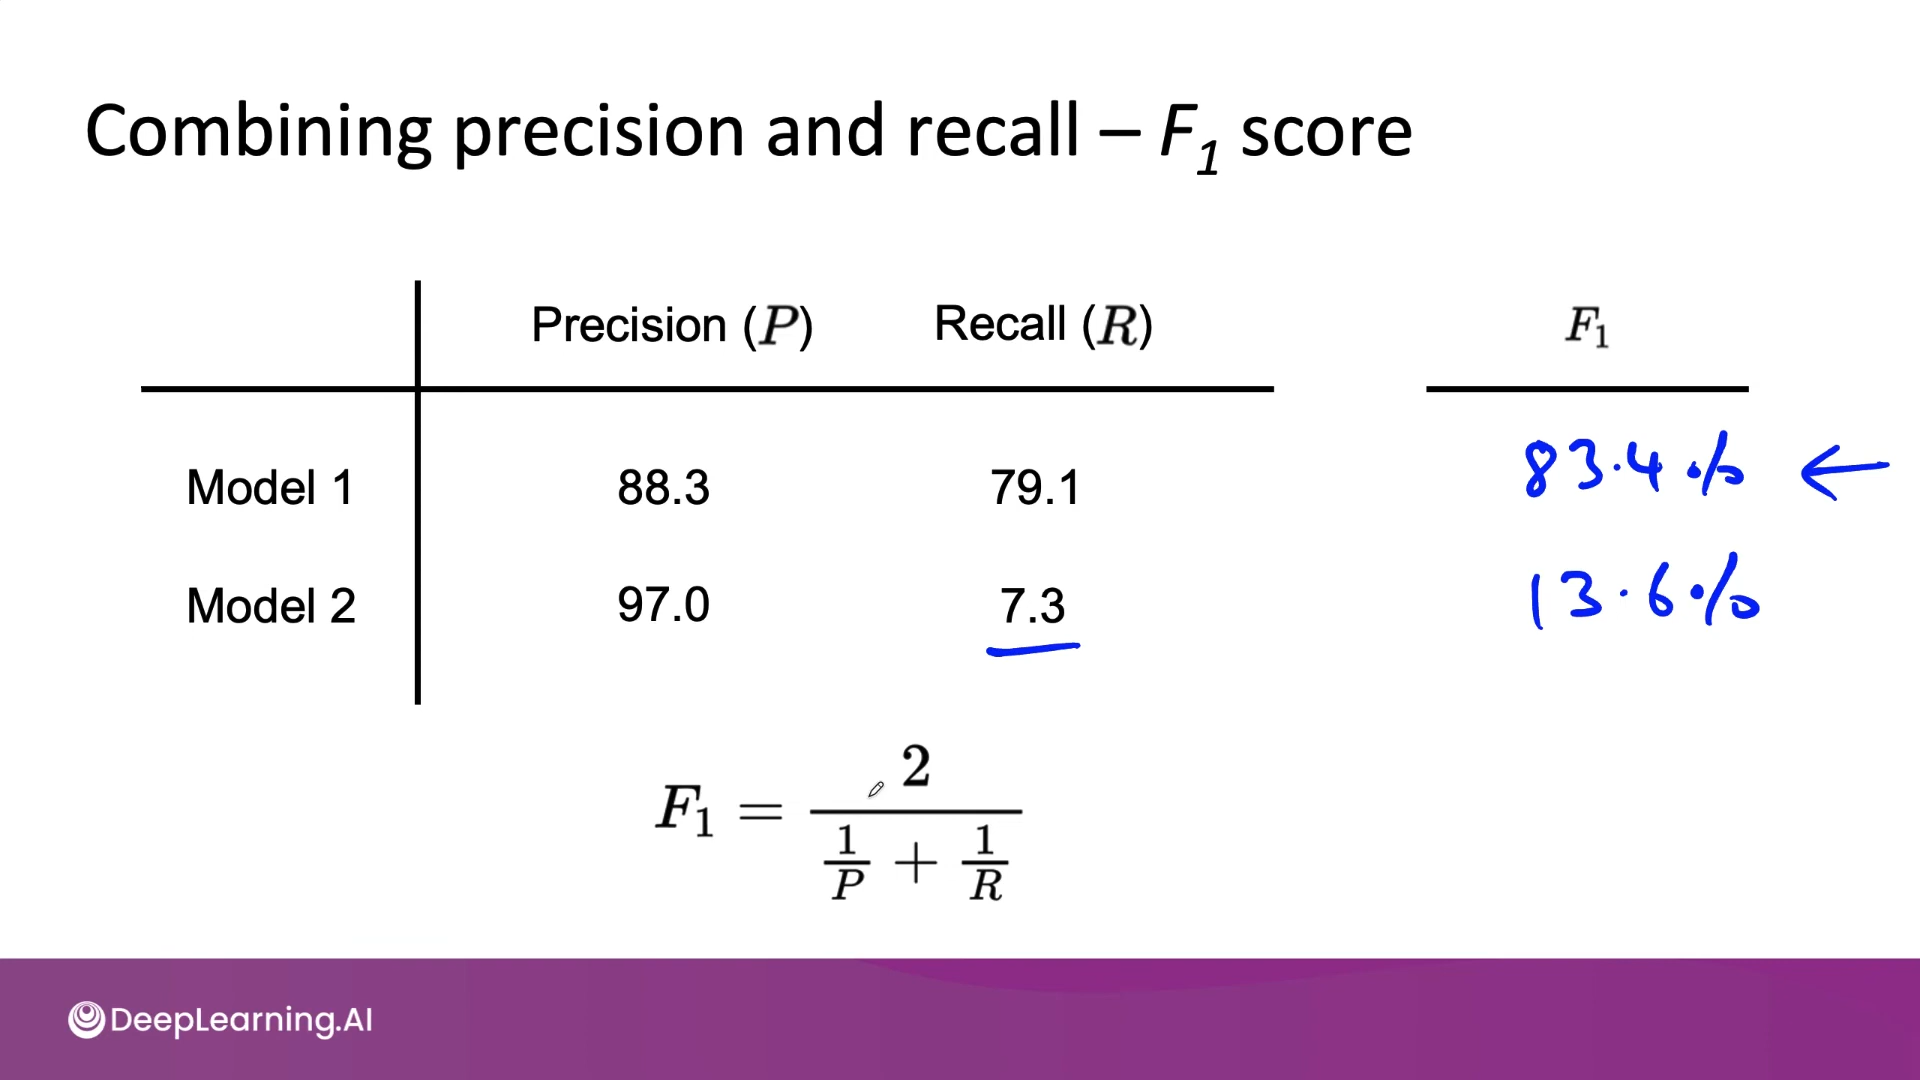 Combining precision and recall – F₁ score
Precision (P) Recall (R) F₁
Model 1 88.3 79.1 83.4% ←
Model 2 97.0 7.3 13.6%
F₁ = 2 / (1/P + 1/R)
DeepLearning.AI